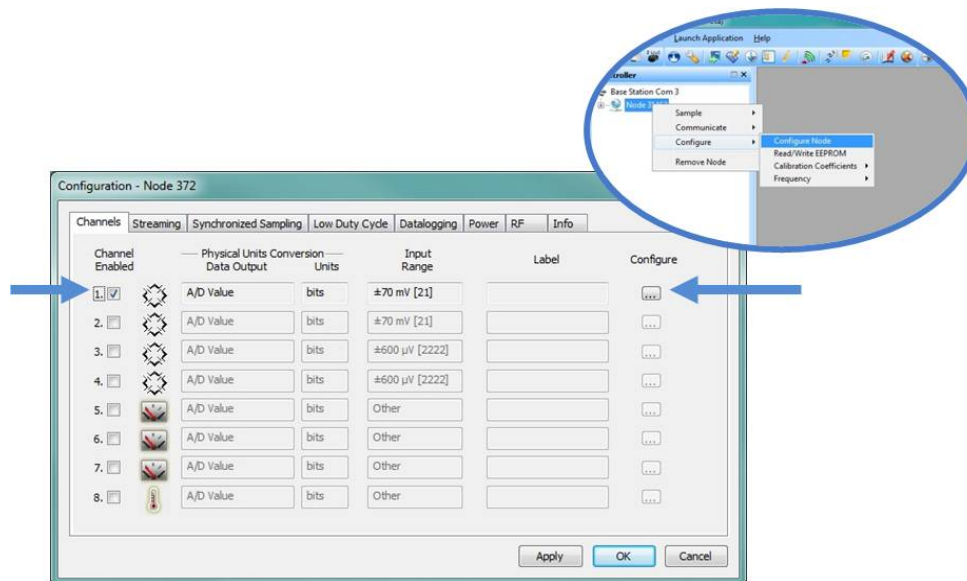 Launch Application Help
Base Station Com 3
Sample
Communicate
Configure
Remove Node
Configure Node
Read/Write EEPROM
Calibration Coefficients
Frequency
Configuration - Node 372
Channels Streaming Synchronized Sampling Low Duty Cycle Datalogging Power RF Info
Channel Enabled
Physical Units Conversion
Data Output Units
Input Range
Label
Configure
1. A/D Value bits ±70 mV [21] ...
2. A/D Value bits ±70 mV [21] ...
3. A/D Value bits ±600 μV [2222] ...
4. A/D Value bits ±600 μV [2222] ...
5. A/D Value bits Other ...
6. A/D Value bits Other ...
7. A/D Value bits Other ...
8. A/D Value bits Other ...
Apply OK Cancel